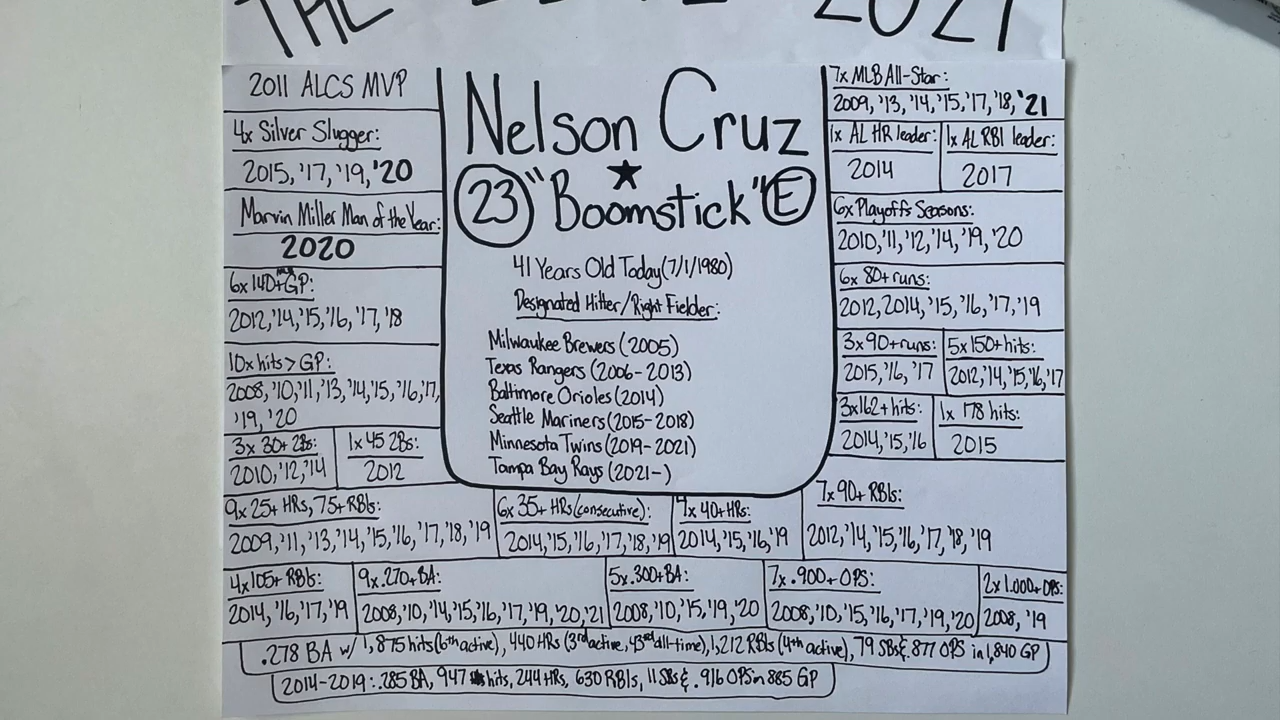 THE
2021
2011 ALCS MVP
4x Silver Slugger:
2015, '17, '19, '20
Marvin Miller Man of the Year:
2020
6x 140+ GP:
2012, '14, '15, '16, '17, '18
10x hits > GP:
2008, '10, '11, '13, '14, '15, '16, '17,
'19, '20
3x 30+ 2Bs:
2010, '12, '14
1x 45 2Bs:
2012
Nelson Cruz
★
23 "Boomstick" E
41 Years Old Today (7/1/1980)
Designated Hitter/Right Fielder:
Milwaukee Brewers (2005)
Texas Rangers (2006-2013)
Baltimore Orioles (2014)
Seattle Mariners (2015-2018)
Minnesota Twins (2019-2021)
Tampa Bay Rays (2021-)
7x MLB All-Star:
2009, '13, '14, '15, '17, '18, '21
1x AL HR leader:
2014
1x AL RBI leader:
2017
6x Playoffs Seasons:
2010, '11, '12, '14, '19, '20
6x 80+ runs:
2012, 2014, '15, '16, '17, '19
3x 90+ runs:
2015, '16, '17
5x 150+ hits:
2012, '14, '15, '16, '17
3x 162+ hits:
2014, '15, '16
1x 178 hits:
2015
9x 25+ HRs, 75+ RBIs:
2009, '11, '13, '14, '15, '16, '17, '18, '19
6x 35+ HRs (consecutive):
2014, '15, '16, '17, '18, '19
4x 40+ HRs:
2014, '15, '16, '19
7x 90+ RBIs:
2012, '14, '15, '16, '17, '18, '19
4x 105+ RBIs:
2014, '16, '17, '19
9x .270+ BA:
2008, '10, '14, '15, '16, '17, '19, '20, '21
5x .300+ BA:
2008, '10, '15, '19, '20
7x .900+ OPS:
2008, '10, '15, '16, '17, '19, '20
2x 1.000+ OPS:
2008, '19
.278 BA w/ 1,875 hits (6th active), 440 HRs (3rd active, 43rd all-time), 1,212 RBIs (4th active), 79 SBs & .877 OPS in 1,840 GP
2014-2019: .285 BA, 947 hits, 244 HRs, 630 RBIs, 11 SBs & .916 OPS in 885 GP